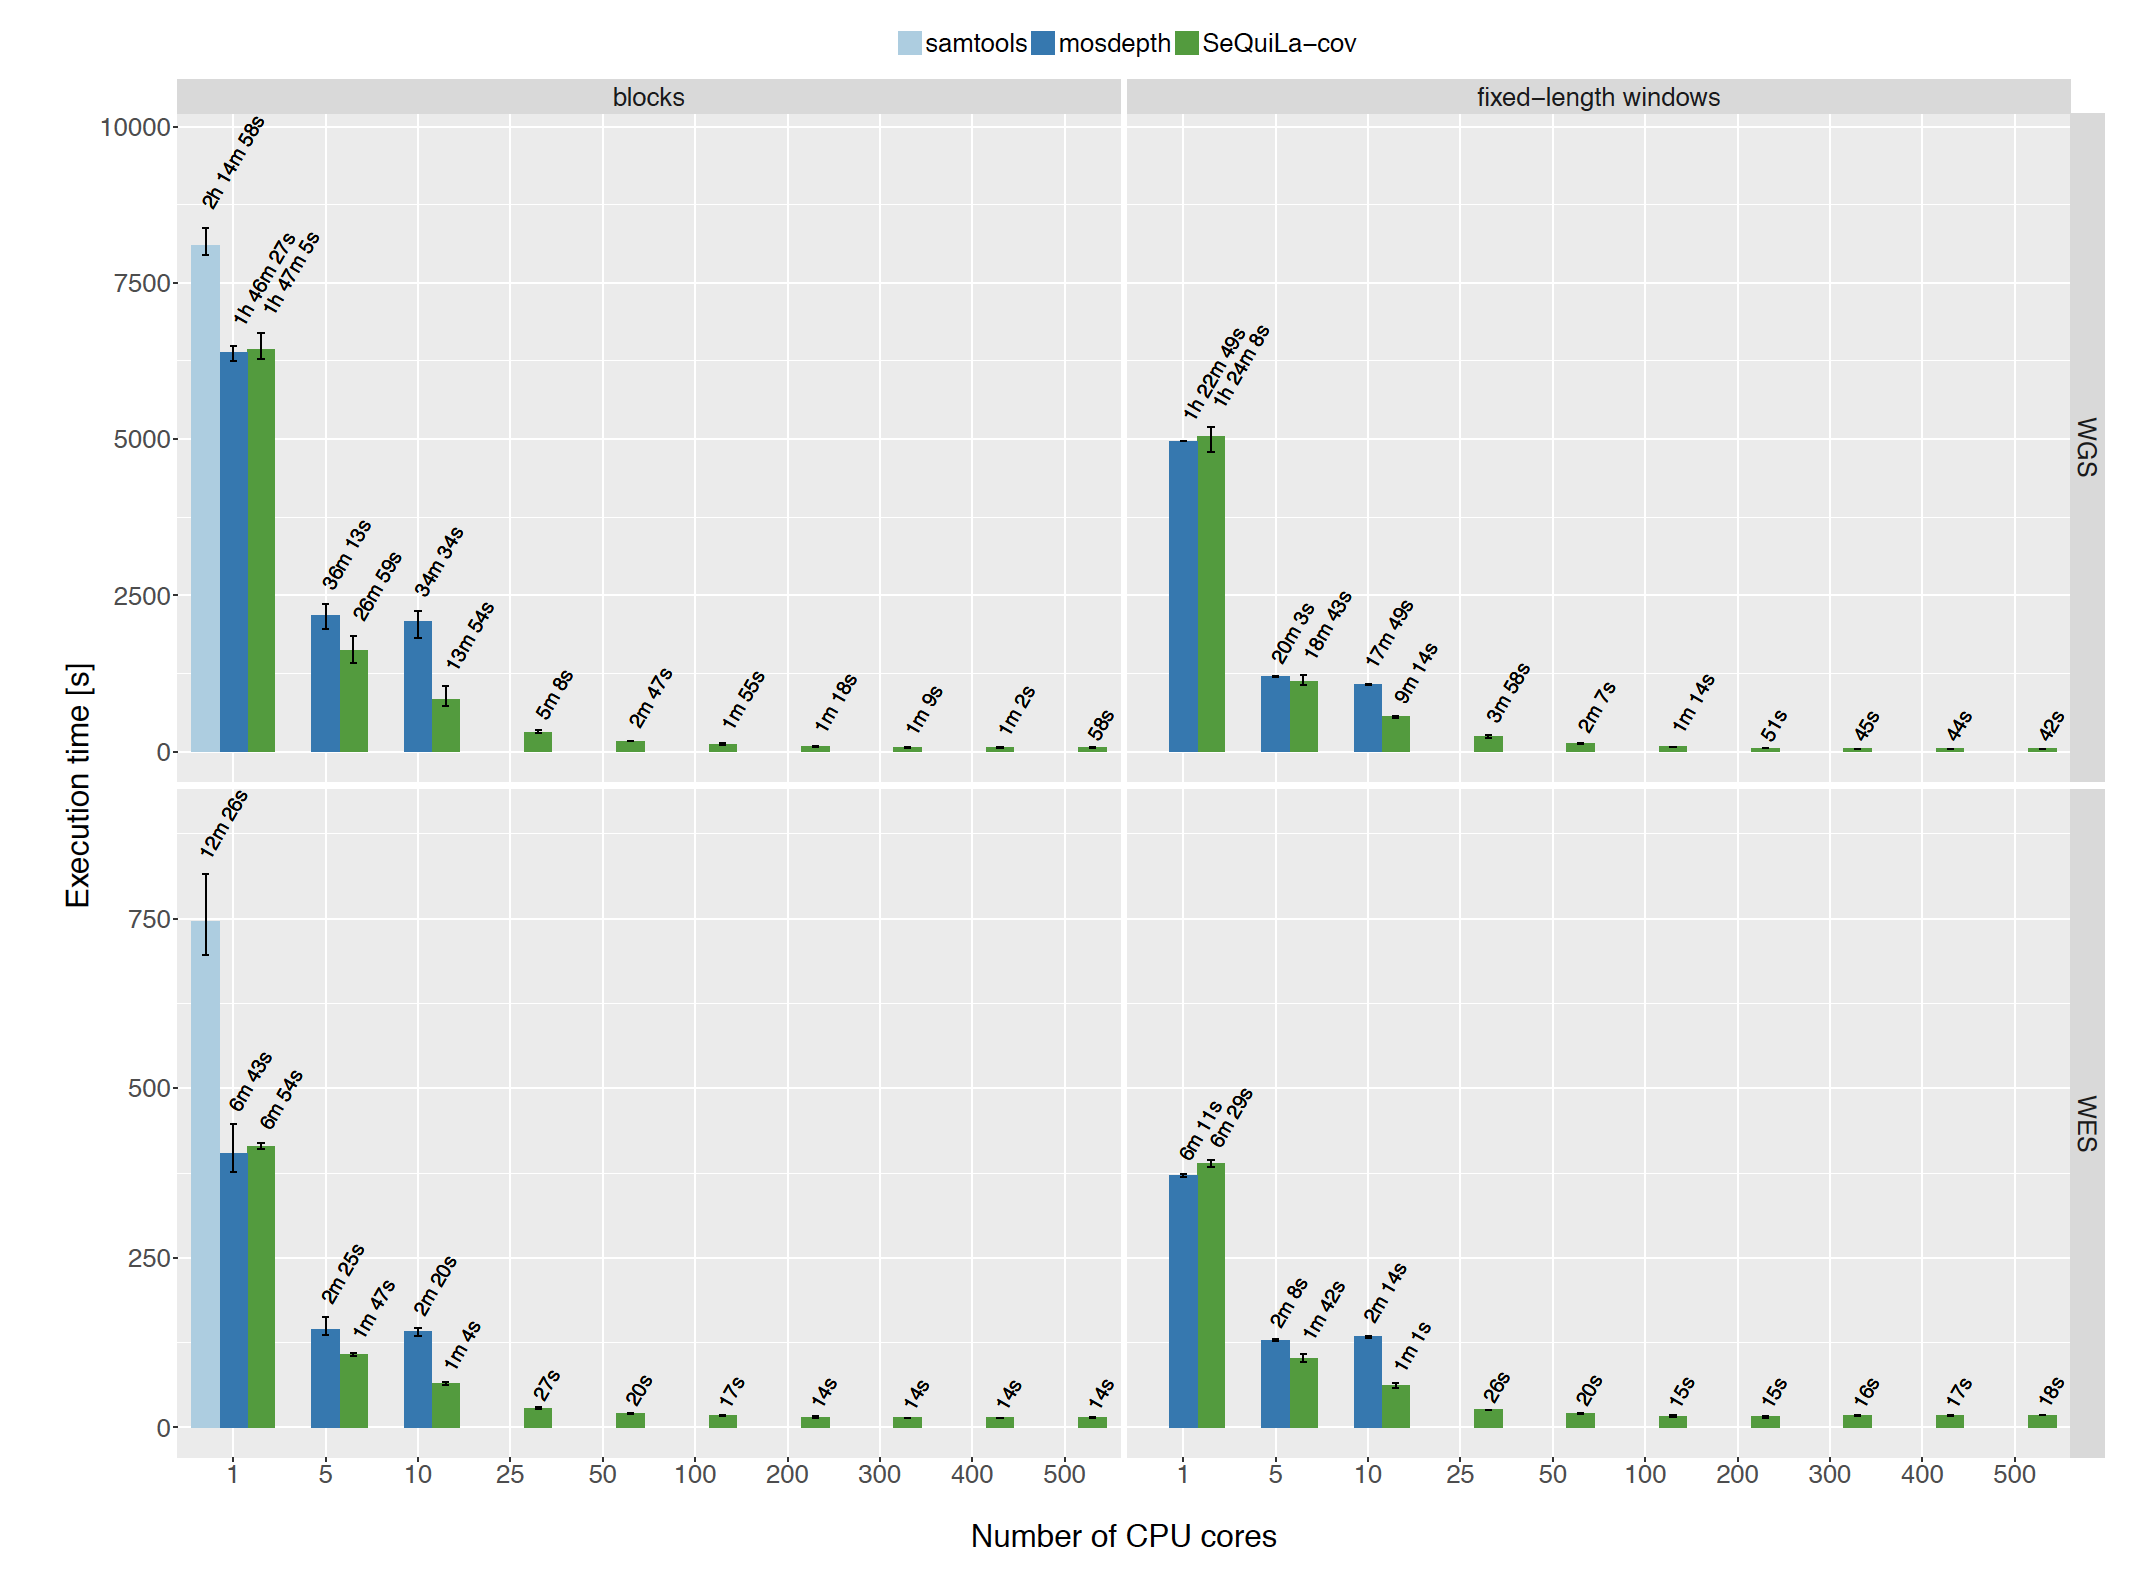 samtools mosdepth SeQuiLa−cov
blocks
fixed−length windows
WGS
WES
Execution time [s]
10000
7500
5000
2500
0
2h 14m 58s
1h 46m 27s
1h 47m 5s
36m 13s
26m 59s
34m 34s
13m 54s
5m 8s
2m 47s
1m 55s
1m 18s
1m 9s
1m 2s
58s
1h 22m 49s
1h 24m 8s
20m 3s
18m 43s
17m 49s
9m 14s
3m 58s
2m 7s
1m 14s
51s
45s
44s
42s
750
500
250
0
12m 26s
6m 43s
6m 54s
2m 25s
1m 47s
2m 20s
1m 4s
27s
20s
17s
14s
14s
14s
14s
6m 11s
6m 29s
2m 8s
1m 42s
2m 14s
1m 1s
26s
20s
15s
15s
16s
17s
18s
1 5 10 25 50 100 200 300 400 500
1 5 10 25 50 100 200 300 400 500
Number of CPU cores